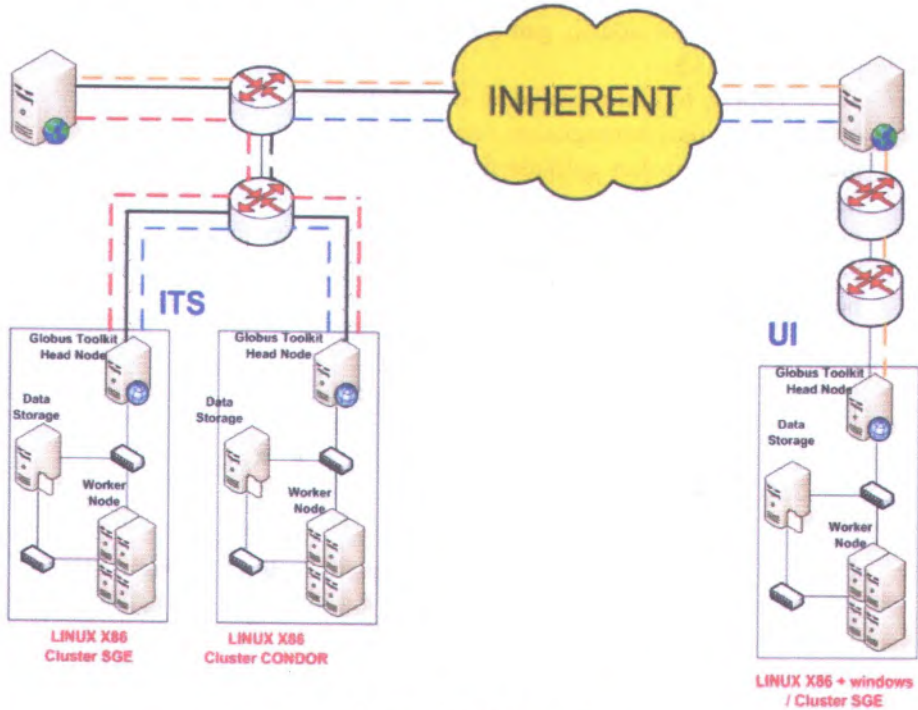 INHERENT
ITS
Globus Toolkit
Head Node
Data
Storage
Worker
Node
LINUX X86
Cluster SGE
Globus Toolkit
Head Node
Data
Storage
Worker
Node
LINUX X86
Cluster CONDOR
UI
Globus Toolkit
Head Node
Data
Storage
Worker
Node
LINUX X86 + windows
/ Cluster SGE